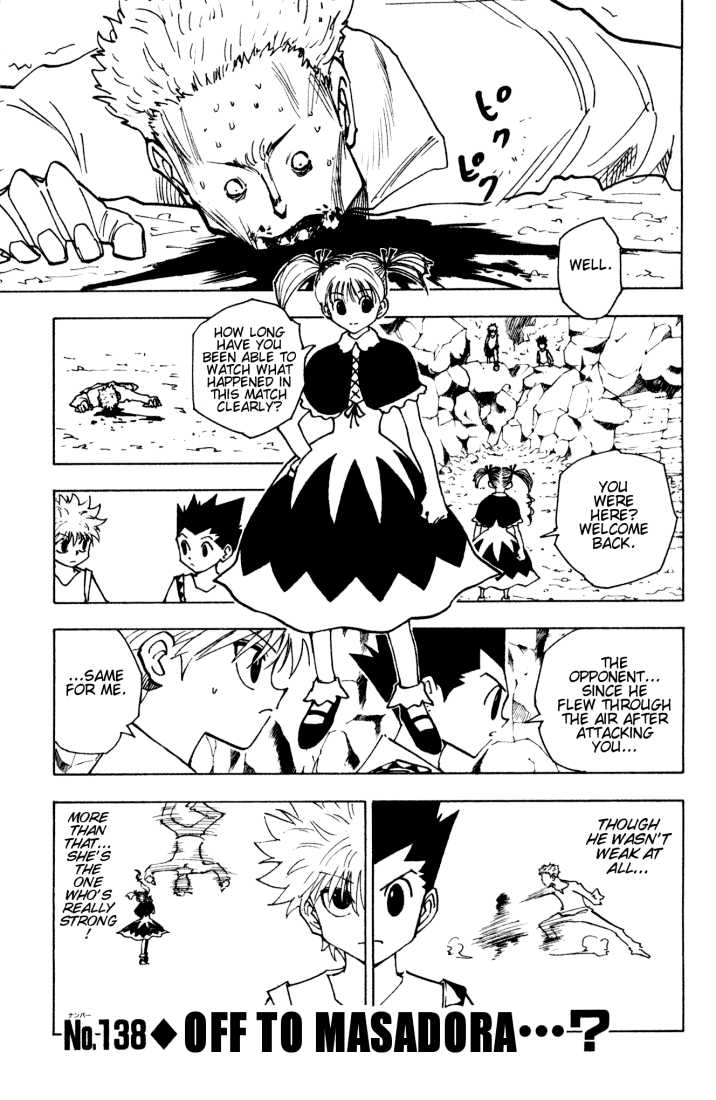 ピク
ピク
WELL.
YOU
WERE
HERE?
WELCOME
BACK.
HOW LONG
HAVE YOU
BEEN ABLE TO
WATCH WHAT
HAPPENED IN
THIS MATCH
CLEARLY?
THE
OPPONENT...
SINCE HE
FLEW THROUGH
THE AIR AFTER
ATTACKING
YOU...
...SAME
FOR ME.
THOUGH
HE WASN'T
WEAK AT
ALL...
MORE
THAN
THAT...
SHE'S
THE
ONE
WHO'S
REALLY
STRONG
!
ナンバー
No.-138◆OFF TO MASADORA…?